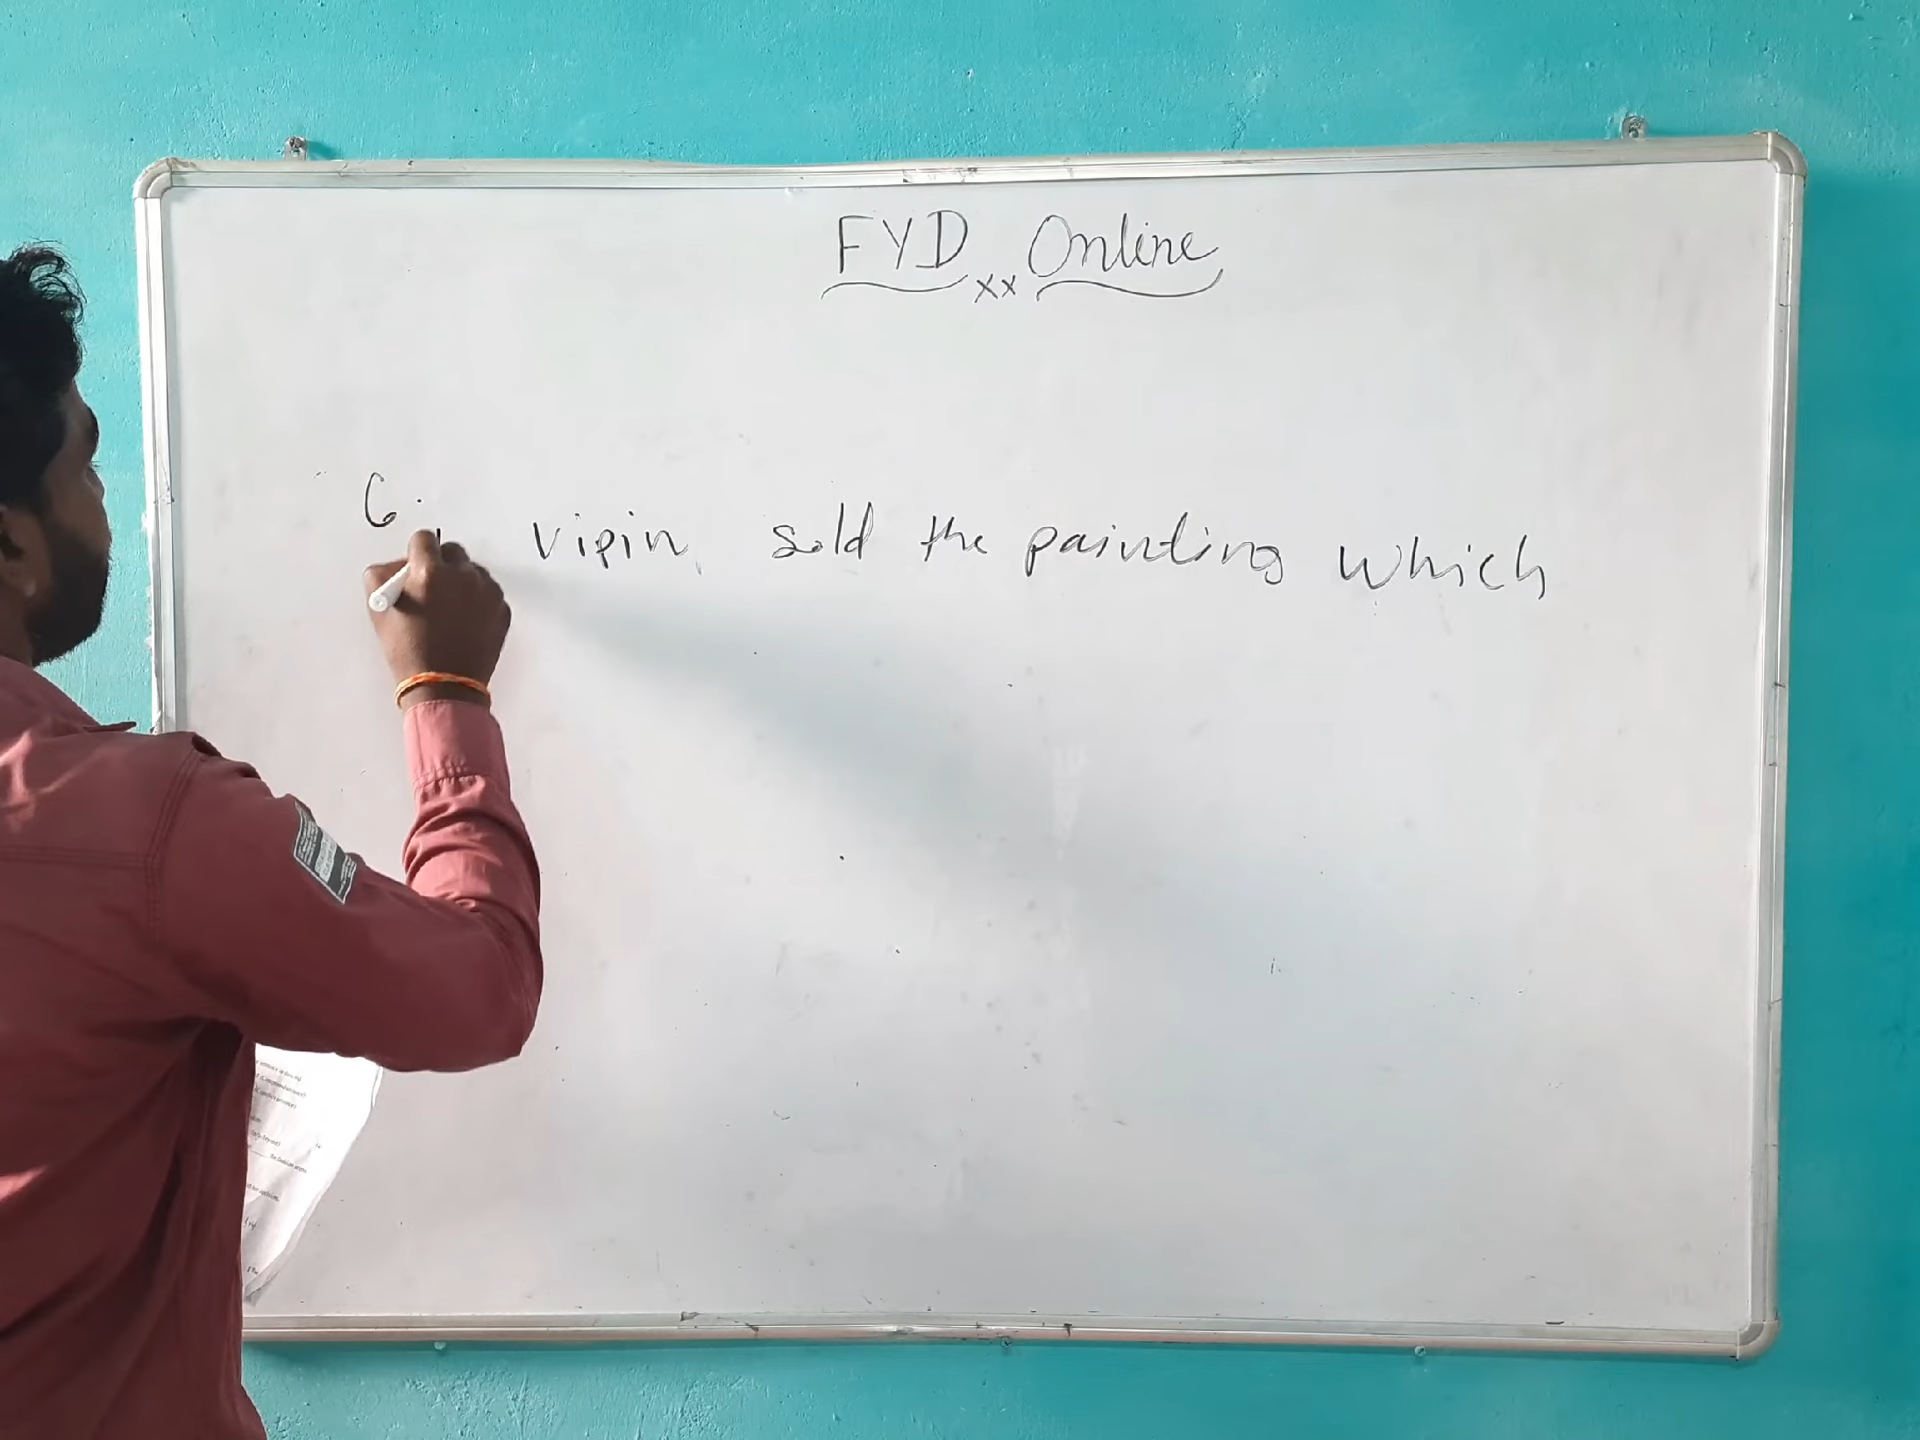 FYD xx Online
6. vipin, sold the painting which